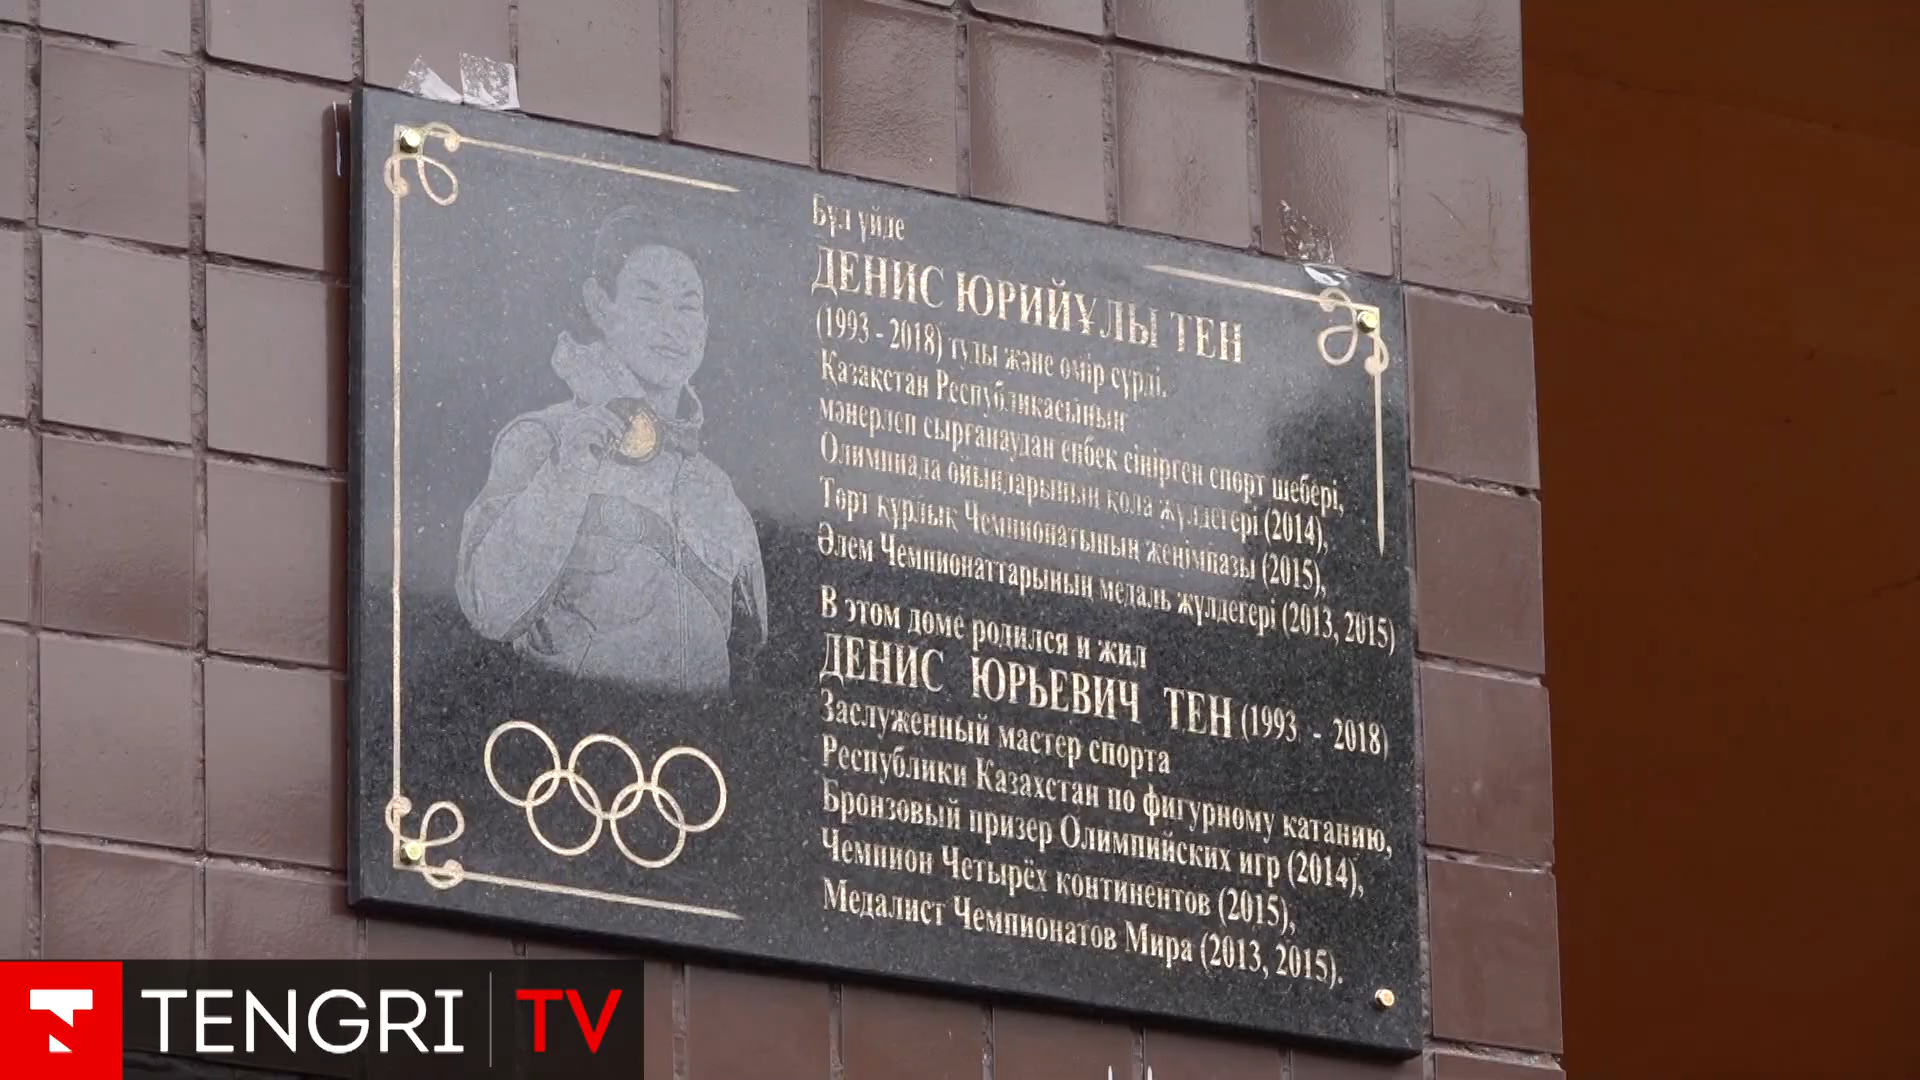 Бұл үйде
ДЕНИС ЮРИЙҰЛЫ ТЕН
(1993 - 2018) туды және өмір сүрді.
Қазақстан Республикасының
мәнерлеп сырғанаудан еңбек сіңірген спорт шебері,
Олимпиада ойындарының қола жүлдегері (2014),
Төрт құрлық Чемпионатының жеңімпазы (2015),
Әлем Чемпионаттарының медаль жүлдегері (2013, 2015)
В этом доме родился и жил
ДЕНИС ЮРЬЕВИЧ ТЕН (1993 - 2018)
Заслуженный мастер спорта
Республики Казахстан по фигурному катанию,
Бронзовый призер Олимпийских игр (2014),
Чемпион Четырёх континентов (2015),
Медалист Чемпионатов Мира (2013, 2015).
TENGRI TV